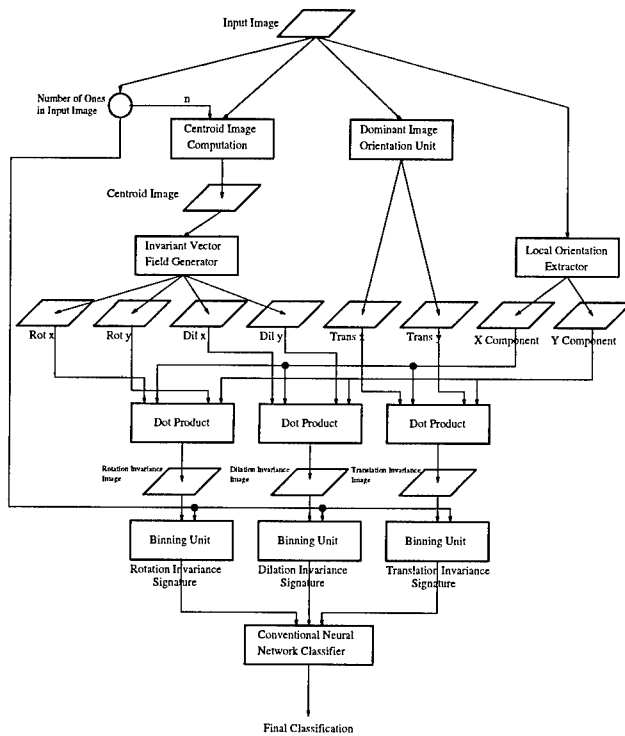 Input Image
Number of Ones
in Input Image
n
Centroid Image
Computation
Dominant Image
Orientation Unit
Centroid Image
Invariant Vector
Field Generator
Local Orientation
Extractor
Rot x
Rot y
Dil x
Dil y
Trans x
Trans y
X Component
Y Component
Dot Product
Dot Product
Dot Product
Rotation Invariance
Image
Dilation Invariance
Image
Translation Invariance
Image
Binning Unit
Binning Unit
Binning Unit
Rotation Invariance
Signature
Dilation Invariance
Signature
Translation Invariance
Signature
Conventional Neural
Network Classifier
Final Classification